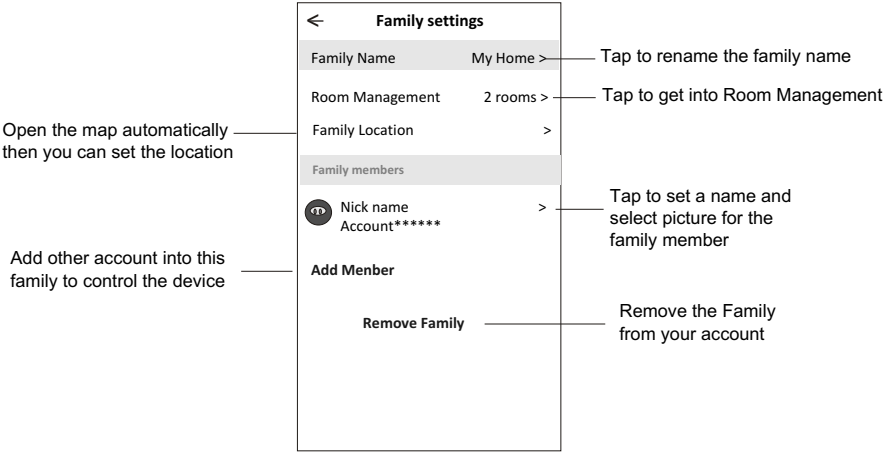 ← Family settings
Family Name My Home >
Tap to rename the family name
Room Management 2 rooms >
Tap to get into Room Management
Open the map automatically
then you can set the location
Family Location >
Family members
Nick name >
Account******
Tap to set a name and
select picture for the
family member
Add other account into this
family to control the device
Add Menber
Remove Family
Remove the Family
from your account